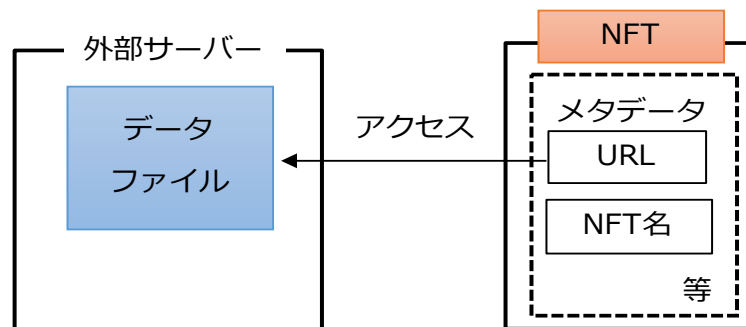 外部サーバー
データ
ファイル
アクセス
NFT
メタデータ
URL
NFT名
等